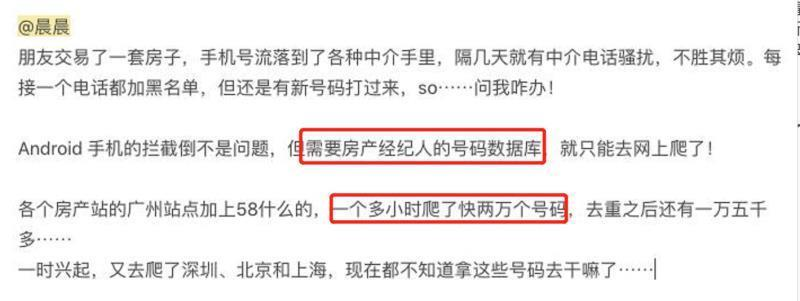 @晨晨
朋友交易了一套房子，手机号流落到了各种中介手里，隔几天就有中介电话骚扰，不胜其烦。每
接一个电话都加黑名单，但还是有新号码打过来，so……问我咋办！
Android 手机的拦截倒不是问题，但需要房产经纪人的号码数据库，就只能去网上爬了！
各个房产站的广州站点加上58什么的，一个多小时爬了快两万个号码，去重之后还有一万五千
多……
一时兴起，又去爬了深圳、北京和上海，现在都不知道拿这些号码去干嘛了……